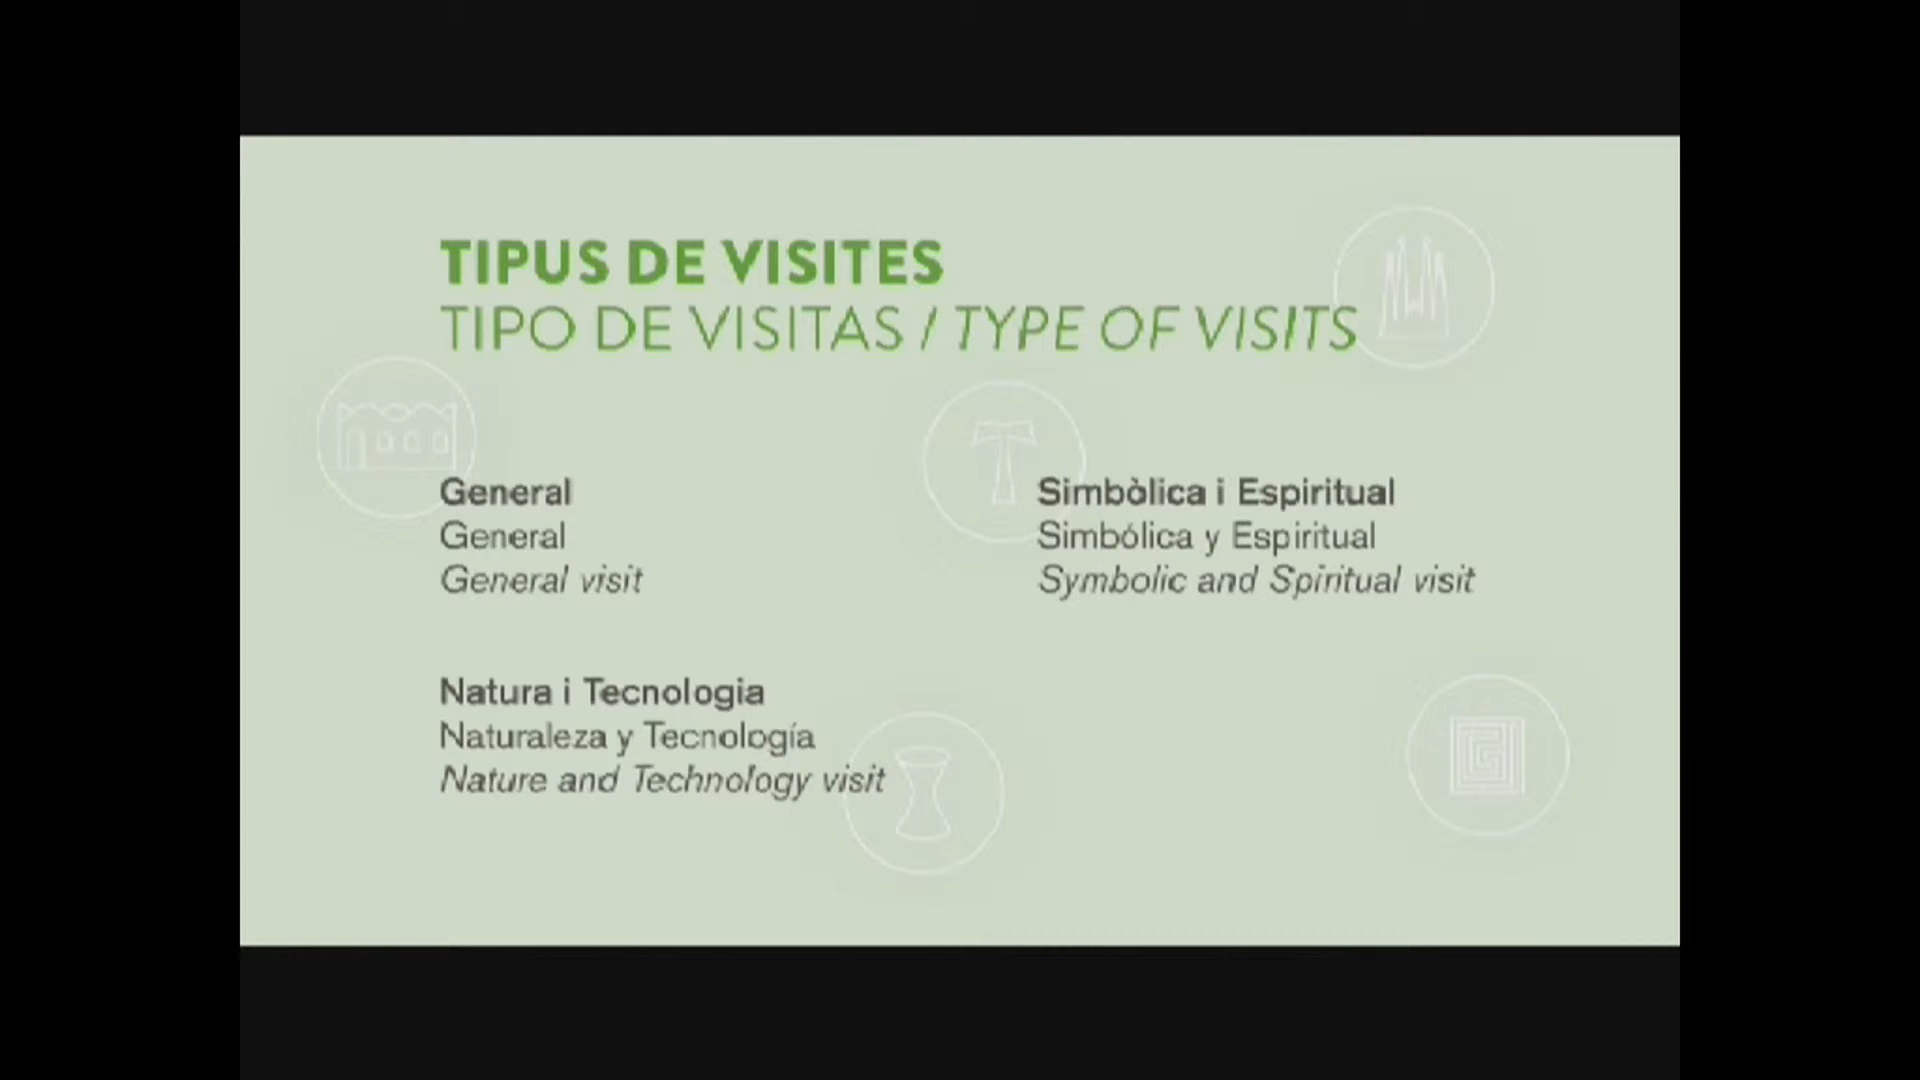 TIPUS DE VISITES
TIPO DE VISITAS / TYPE OF VISITS
General
General
General visit
Simbòlica i Espiritual
Simbólica y Espiritual
Symbolic and Spiritual visit
Natura i Tecnologia
Naturaleza y Tecnología
Nature and Technology visit